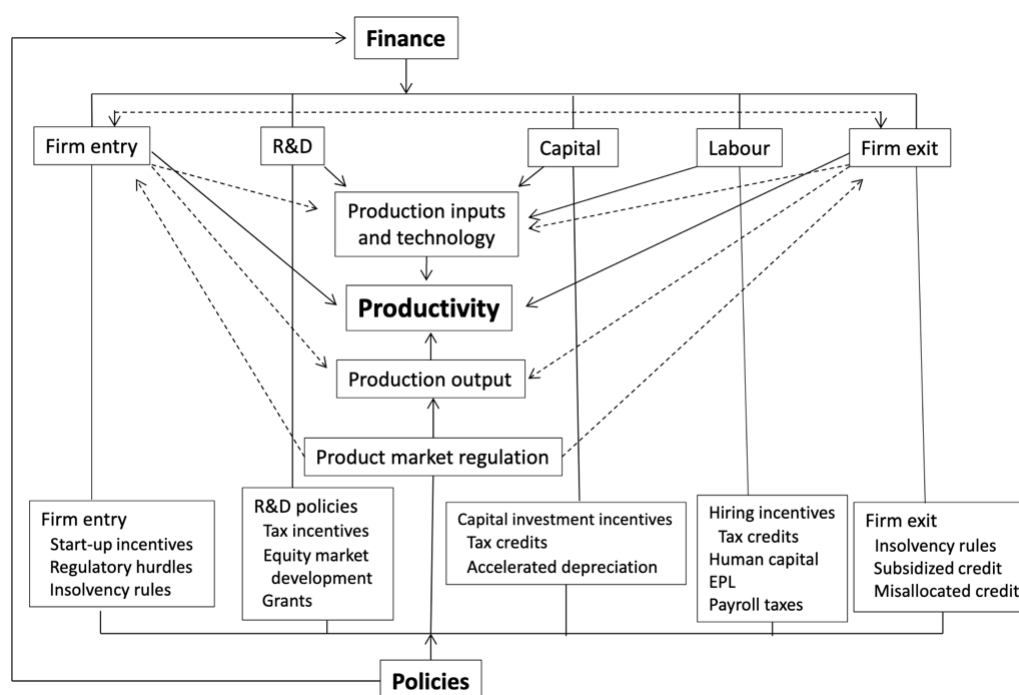 Finance
Firm entry
R&D
Capital
Labour
Firm exit
Production inputs
and technology
Productivity
Production output
Product market regulation
Firm entry
Start-up incentives
Regulatory hurdles
Insolvency rules
R&D policies
Tax incentives
Equity market
development
Grants
Capital investment incentives
Tax credits
Accelerated depreciation
Hiring incentives
Tax credits
Human capital
EPL
Payroll taxes
Firm exit
Insolvency rules
Subsidized credit
Misallocated credit
Policies